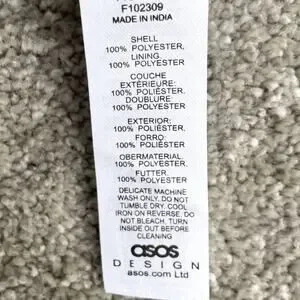 F102309
MADE IN INDIA
SHELL
100% POLYESTER,
LINING
100% POLYESTER
COUCHE
EXTÉRIEURE:
100% POLIÉSTER.
DOUBLURE:
100% POLYESTER
EXTERIOR:
100% POLIÉSTER.
FORRO:
100% POLIÉSTER
OBERMATERIAL.
100% POLYESTER
FUTTER.
100% POLYESTER
DELICATE MACHINE
WASH ONLY. DO NOT
TUMBLE DRY. COOL
IRON ON REVERSE. DO
NOT BLEACH. TURN
INSIDE OUT BEFORE
CLEANING
asos
DESIGN
asos.com Ltd